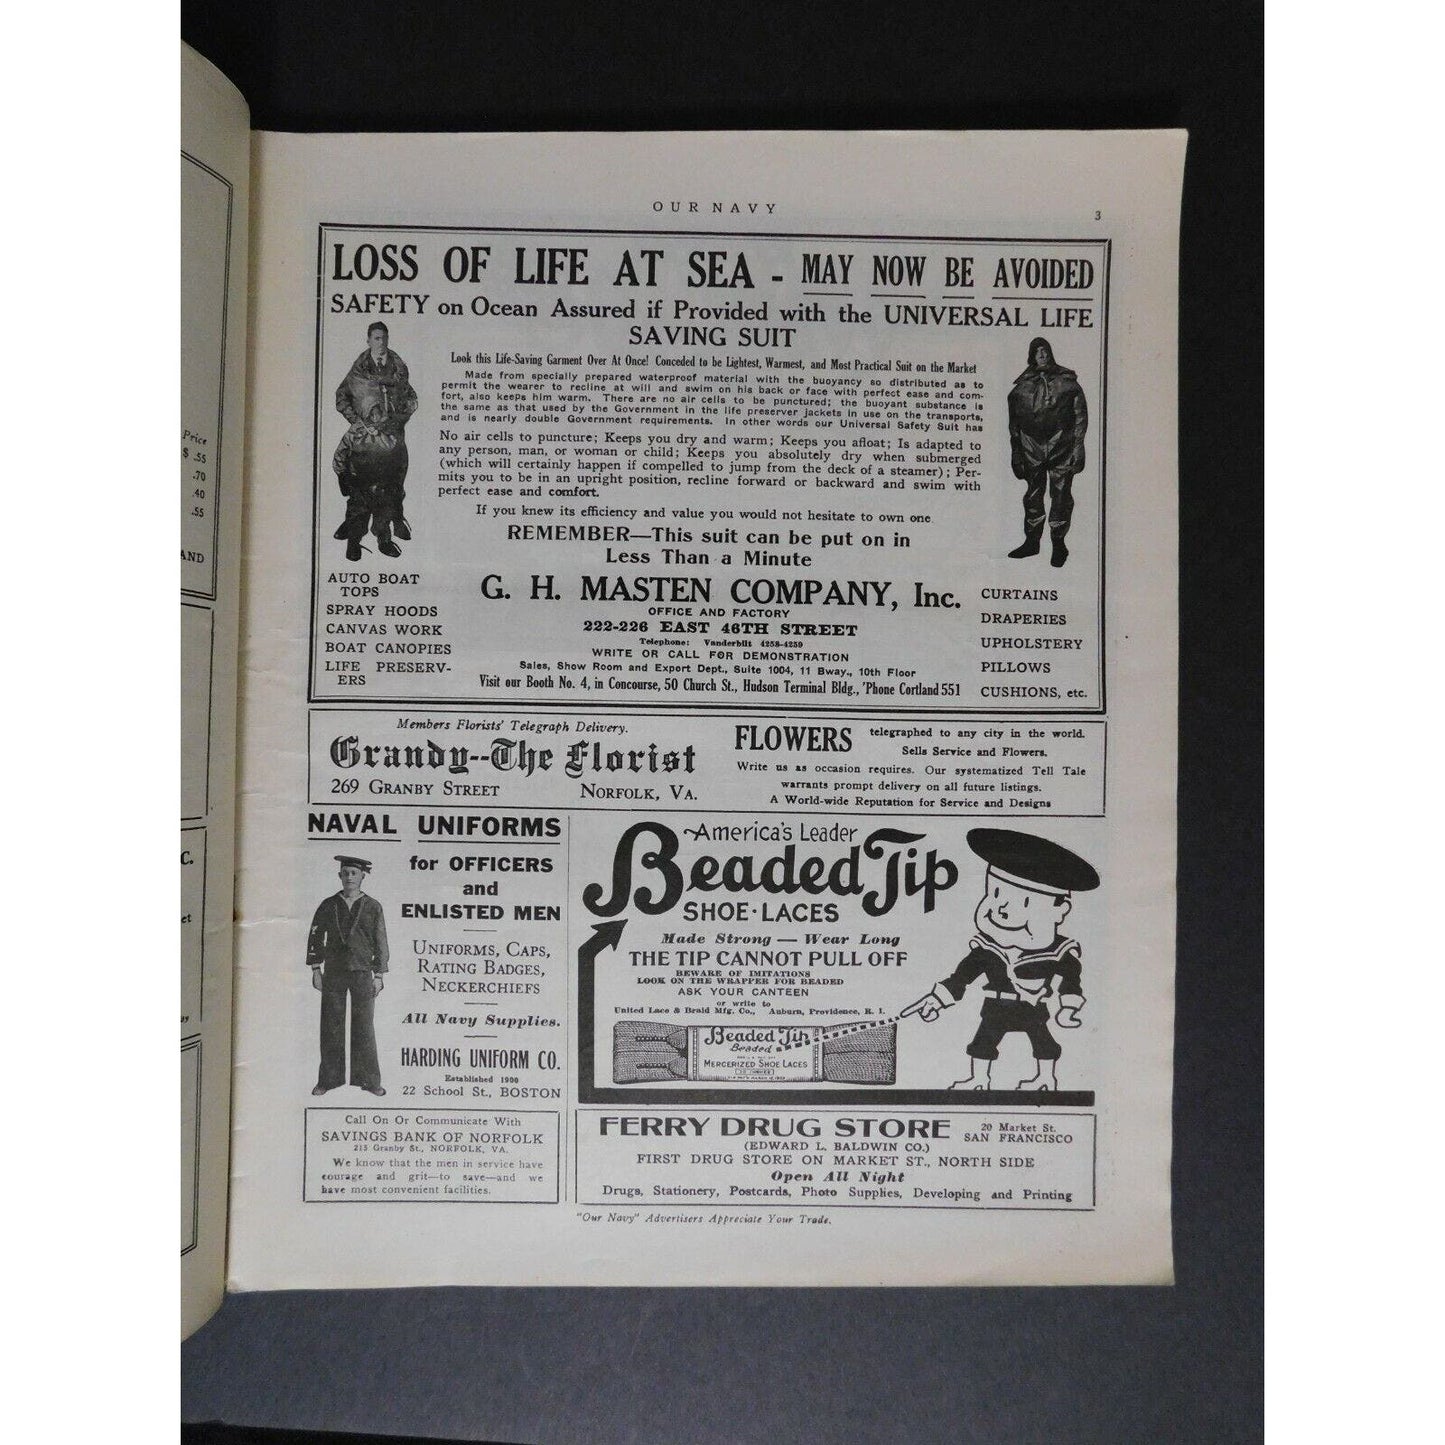 Price
$ .55
.70
.40
.55
AND
C.
et
OUR NAVY
3
LOSS OF LIFE AT SEA - MAY NOW BE AVOIDED
SAFETY on Ocean Assured if Provided with the UNIVERSAL LIFE
SAVING SUIT
Look this Life-Saving Garment Over At Once! Conceded to be Lightest, Warmest, and Most Practical Suit on the Market
Made from specially prepared waterproof material with the buoyancy so distributed as to
permit the wearer to recline at will and swim on his back or face with perfect ease and com-
fort, also keeps him warm. There are no air cells to be punctured; the buoyant substance is
the same as that used by the Government in the life preserver jackets in use on the transports,
and is nearly double Government requirements. In other words our Universal Safety Suit has
No air cells to puncture; Keeps you dry and warm; Keeps you afloat; Is adapted to
any person, man, or woman or child; Keeps you absolutely dry when submerged
(which will certainly happen if compelled to jump from the deck of a steamer); Per-
mits you to be in an upright position, recline forward or backward and swim with
perfect ease and comfort.
If you knew its efficiency and value you would not hesitate to own one
REMEMBER—This suit can be put on in
Less Than a Minute
AUTO BOAT
TOPS
SPRAY HOODS
CANVAS WORK
BOAT CANOPIES
LIFE PRESERV-
ERS
G. H. MASTEN COMPANY, Inc.
OFFICE AND FACTORY
222-226 EAST 46TH STREET
Telephone: Vanderbilt 4258-4259
WRITE OR CALL FOR DEMONSTRATION
Sales, Show Room and Export Dept., Suite 1004, 11 Bway., 10th Floor
Visit our Booth No. 4, in Concourse, 50 Church St., Hudson Terminal Bldg., 'Phone Cortland 551
CURTAINS
DRAPERIES
UPHOLSTERY
PILLOWS
CUSHIONS, etc.
Members Florists' Telegraph Delivery.
Grandy--The Florist
269 GRANBY STREET NORFOLK, VA.
FLOWERS telegraphed to any city in the world.
Sells Service and Flowers.
Write us as occasion requires. Our systematized Tell Tale
warrants prompt delivery on all future listings.
A World-wide Reputation for Service and Designs
NAVAL UNIFORMS
for OFFICERS
and
ENLISTED MEN
UNIFORMS, CAPS,
RATING BADGES,
NECKERCHIEFS
All Navy Supplies.
HARDING UNIFORM CO.
Established 1900
22 School St., BOSTON
America's Leader
Beaded Tip
SHOE-LACES
Made Strong — Wear Long
THE TIP CANNOT PULL OFF
BEWARE OF IMITATIONS
LOOK ON THE WRAPPER FOR BEADED
ASK YOUR CANTEEN
or write to
United Lace & Braid Mfg. Co., Auburn, Providence, R. I.
Beaded Tip
Beaded
MERCERIZED SHOE LACES
Call On Or Communicate With
SAVINGS BANK OF NORFOLK
215 Granby St., NORFOLK, VA.
We know that the men in service have
courage and grit—to save—and we
have most convenient facilities.
FERRY DRUG STORE 20 Market St.
SAN FRANCISCO
(EDWARD L. BALDWIN CO.)
FIRST DRUG STORE ON MARKET ST., NORTH SIDE
Open All Night
Drugs, Stationery, Postcards, Photo Supplies, Developing and Printing
"Our Navy" Advertisers Appreciate Your Trade.